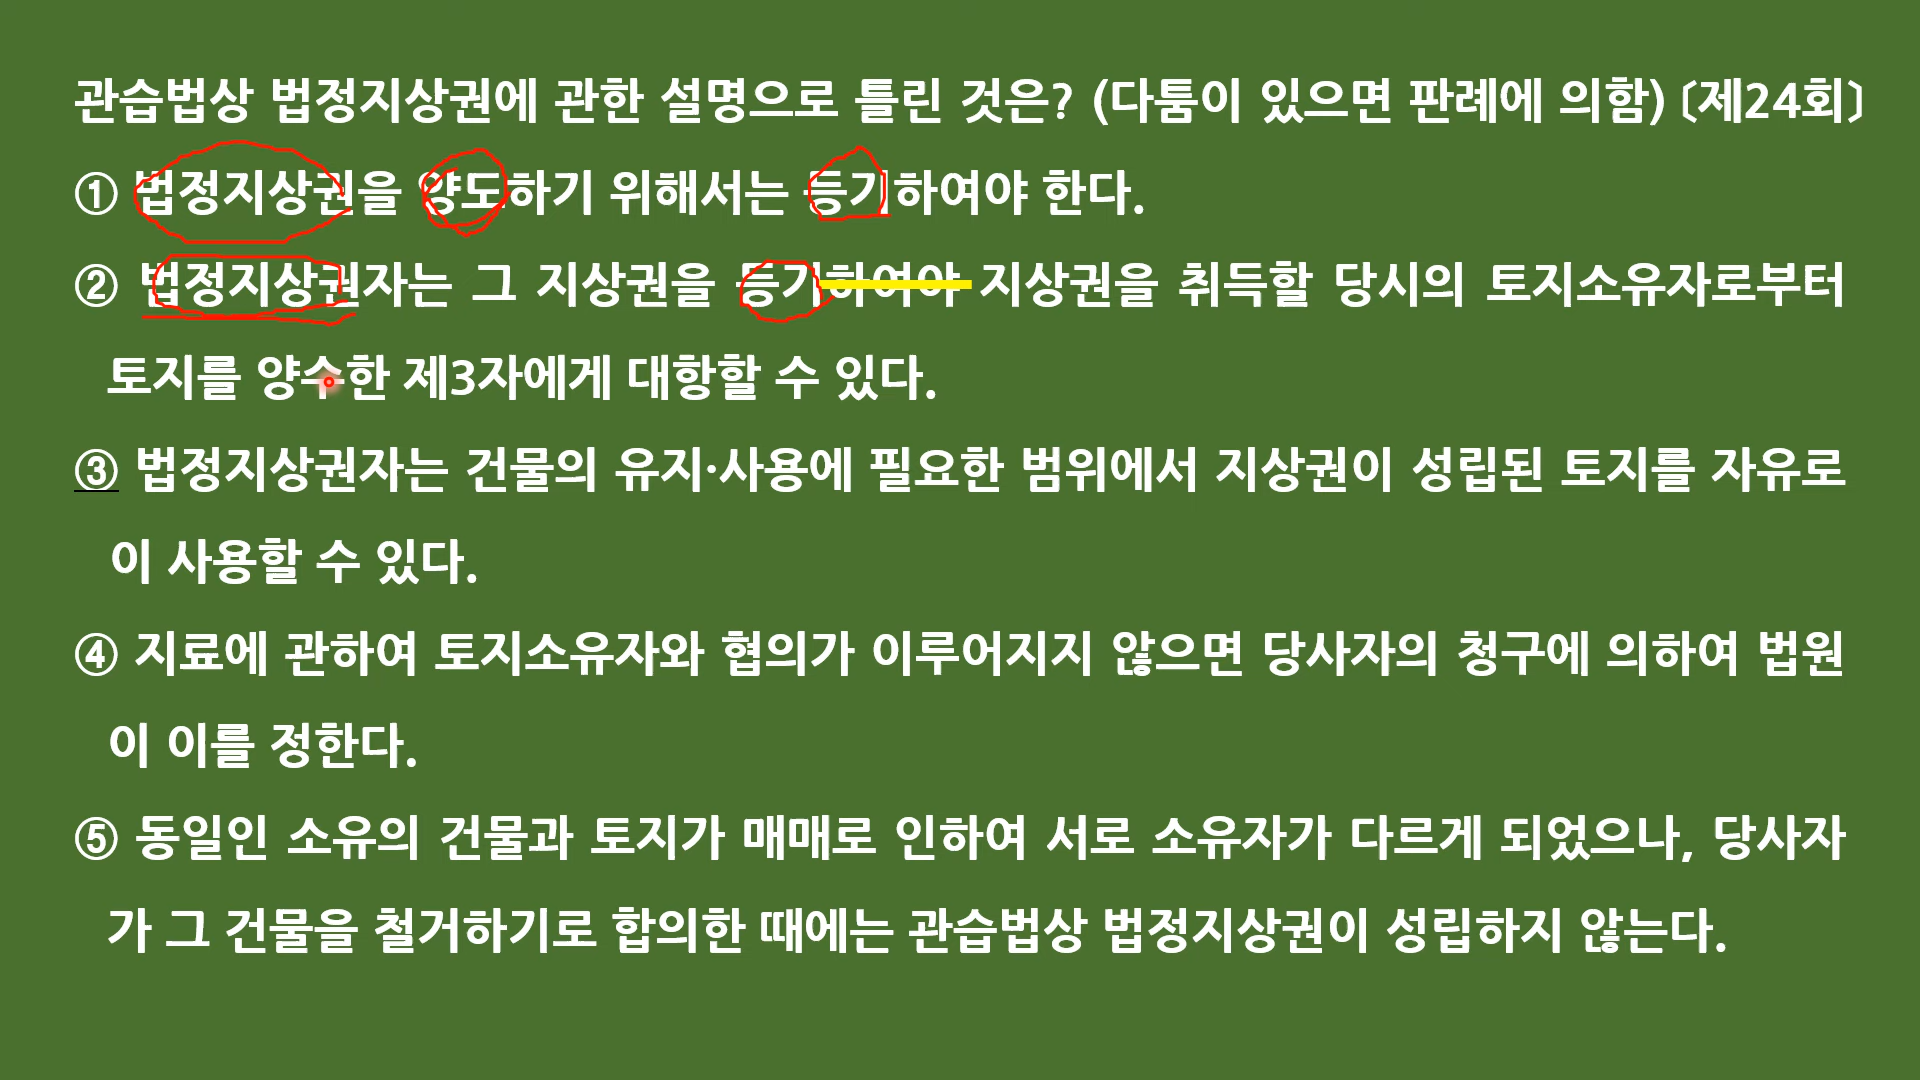 관습법상 법정지상권에 관한 설명으로 틀린 것은? (다툼이 있으면 판례에 의함)〔제24회〕
① 법정지상권을 양도하기 위해서는 등기하여야 한다.
② 법정지상권자는 그 지상권을 등기하여야 지상권을 취득할 당시의 토지소유자로부터
토지를 양수한 제3자에게 대항할 수 있다.
③ 법정지상권자는 건물의 유지·사용에 필요한 범위에서 지상권이 성립된 토지를 자유로
이 사용할 수 있다.
④ 지료에 관하여 토지소유자와 협의가 이루어지지 않으면 당사자의 청구에 의하여 법원
이 이를 정한다.
⑤ 동일인 소유의 건물과 토지가 매매로 인하여 서로 소유자가 다르게 되었으나, 당사자
가 그 건물을 철거하기로 합의한 때에는 관습법상 법정지상권이 성립하지 않는다.